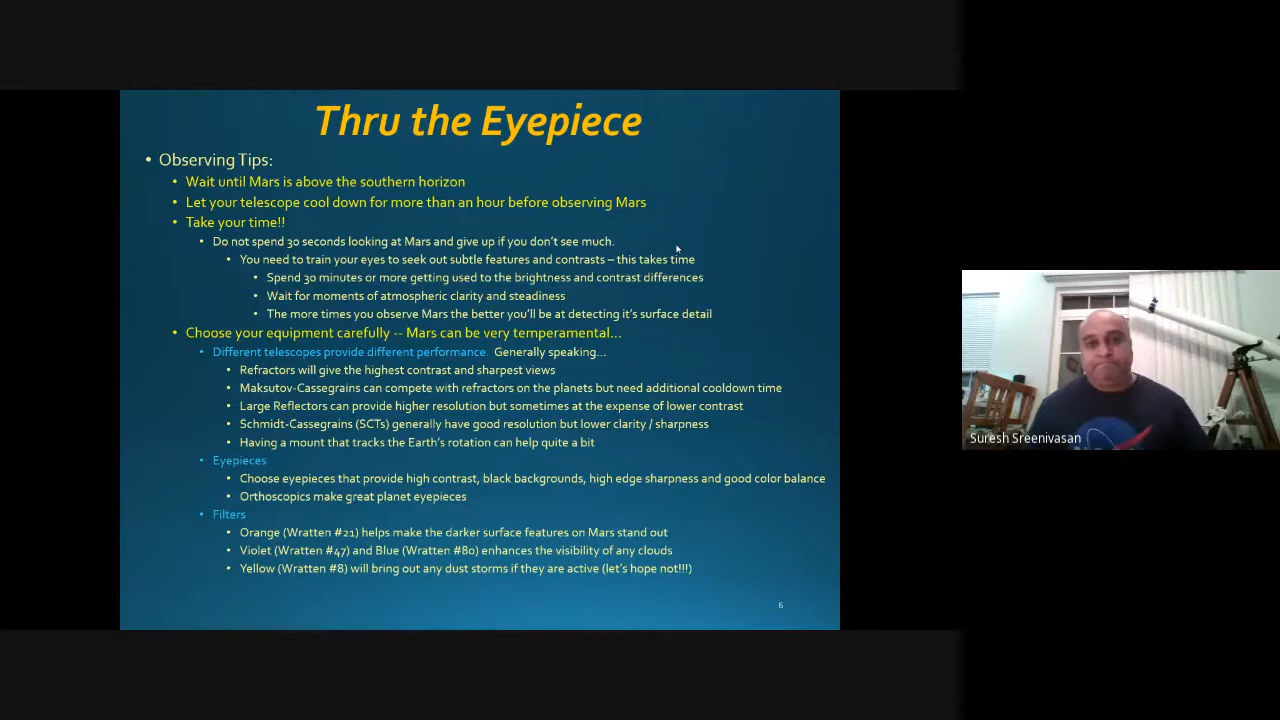 Thru the Eyepiece
• Observing Tips:
• Wait until Mars is above the southern horizon
• Let your telescope cool down for more than an hour before observing Mars
• Take your time!!
• Do not spend 30 seconds looking at Mars and give up if you don't see much.
• You need to train your eyes to seek out subtle features and contrasts – this takes time
• Spend 30 minutes or more getting used to the brightness and contrast differences
• Wait for moments of atmospheric clarity and steadiness
• The more times you observe Mars the better you'll be at detecting it's surface detail
• Choose your equipment carefully -- Mars can be very temperamental...
• Different telescopes provide different performance. Generally speaking...
• Refractors will give the highest contrast and sharpest views
• Maksutov-Cassegrains can compete with refractors on the planets but need additional cooldown time
• Large Reflectors can provide higher resolution but sometimes at the expense of lower contrast
• Schmidt-Cassegrains (SCTs) generally have good resolution but lower clarity / sharpness
• Having a mount that tracks the Earth's rotation can help quite a bit
• Eyepieces
• Choose eyepieces that provide high contrast, black backgrounds, high edge sharpness and good color balance
• Orthoscopics make great planet eyepieces
• Filters
• Orange (Wratten #21) helps make the darker surface features on Mars stand out
• Violet (Wratten #47) and Blue (Wratten #80) enhances the visibility of any clouds
• Yellow (Wratten #8) will bring out any dust storms if they are active (let's hope not!!!)
6
Suresh Sreenivasan